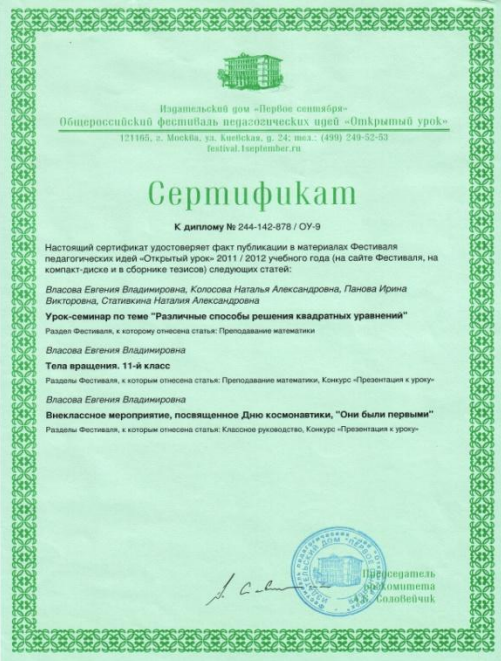 Издательский дом «Первое сентября»
Общероссийский фестиваль педагогических идей «Открытый урок»
121165, г. Москва, ул. Киевская, д. 24; тел.: (499) 249-52-53
festival.1september.ru
Сертификат
К диплому № 244-142-878 / ОУ-9
Настоящий сертификат удостоверяет факт публикации в материалах Фестиваля
педагогических идей «Открытый урок» 2011 / 2012 учебного года (на сайте Фестиваля, на
компакт-диске и в сборнике тезисов) следующих статей:
Власова Евгения Владимировна, Колосова Наталья Александровна, Панова Ирина
Викторовна, Стативкина Наталия Александровна
Урок-семинар по теме "Различные способы решения квадратных уравнений"
Раздел Фестиваля, к которому отнесена статья: Преподавание математики
Власова Евгения Владимировна
Тела вращения. 11-й класс
Разделы Фестиваля, к которым отнесена статья: Преподавание математики, Конкурс «Презентация к уроку»
Власова Евгения Владимировна
Внеклассное мероприятие, посвященное Дню космонавтики, "Они были первыми"
Разделы Фестиваля, к которым отнесена статья: Классное руководство, Конкурс «Презентация к уроку»
Председатель
оргкомитета
Соловейчик